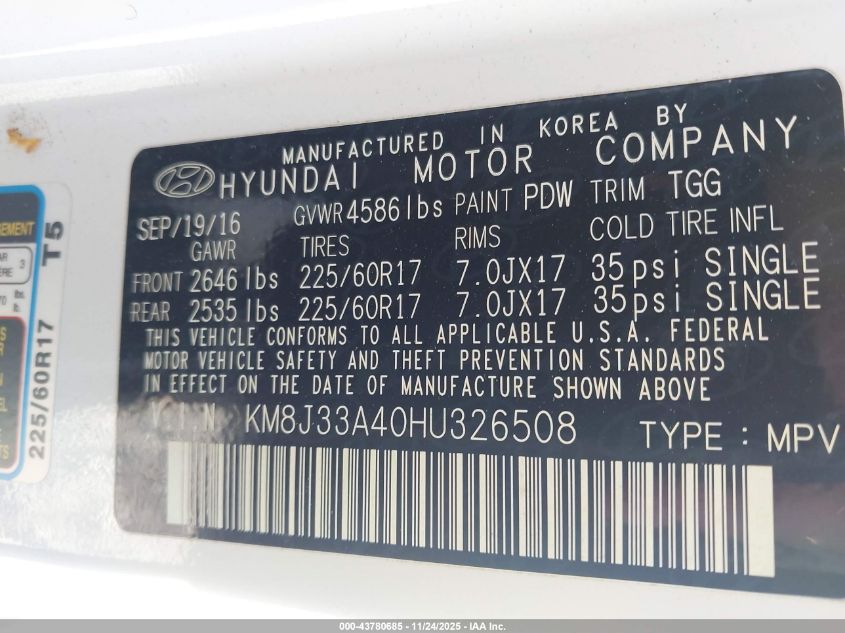 MANUFACTURED IN KOREA BY
HYUNDAI MOTOR COMPANY
SEP/19/16 GVWR 4586lbs PAINT PDW TRIM TGG
GAWR TIRES RIMS COLD TIRE INFL
FRONT 2646 lbs 225/60R17 7.0JX17 35psi SINGLE
REAR 2535 lbs 225/60R17 7.0JX17 35psi SINGLE
THIS VEHICLE CONFORMS TO ALL APPLICABLE U.S.A. FEDERAL
MOTOR VEHICLE SAFETY AND THEFT PREVENTION STANDARDS
IN EFFECT ON THE DATE OF MANUFACTURE SHOWN ABOVE
V.I.N KM8J33A40HU326508 TYPE : MPV
225/60R17 T5
000-43780685 - 11/24/2025 - IAA Inc.